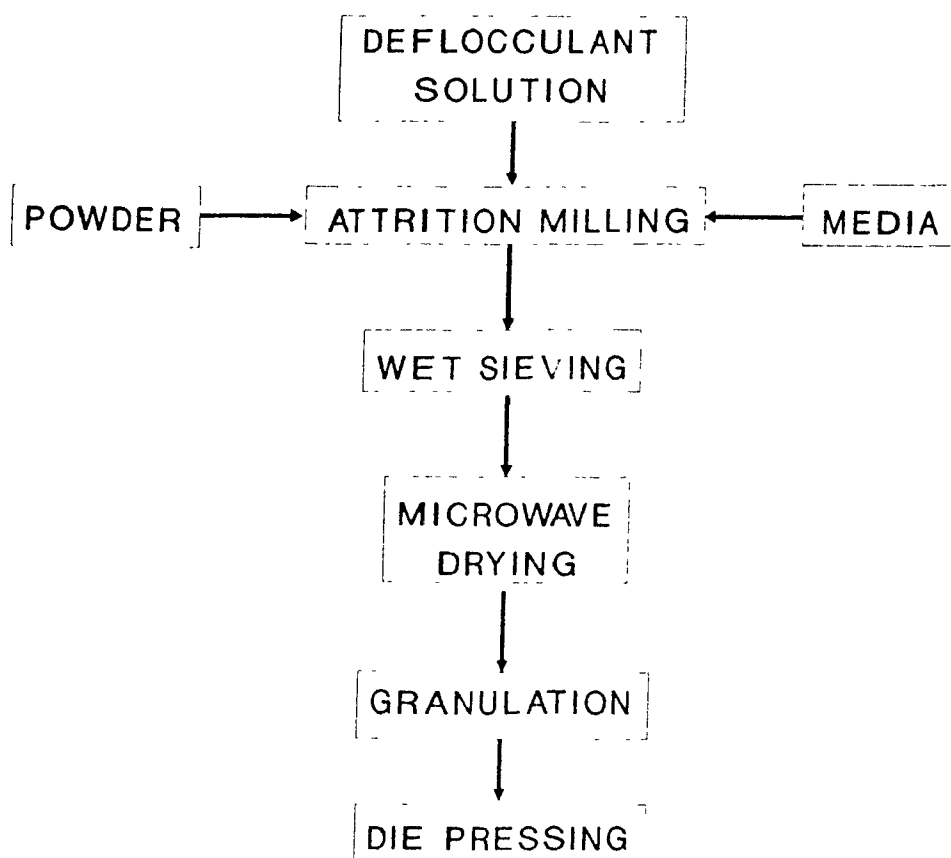 DEFLOCCULANT
SOLUTION
POWDER
ATTRITION MILLING
MEDIA
WET SIEVING
MICROWAVE
DRYING
GRANULATION
DIE PRESSING